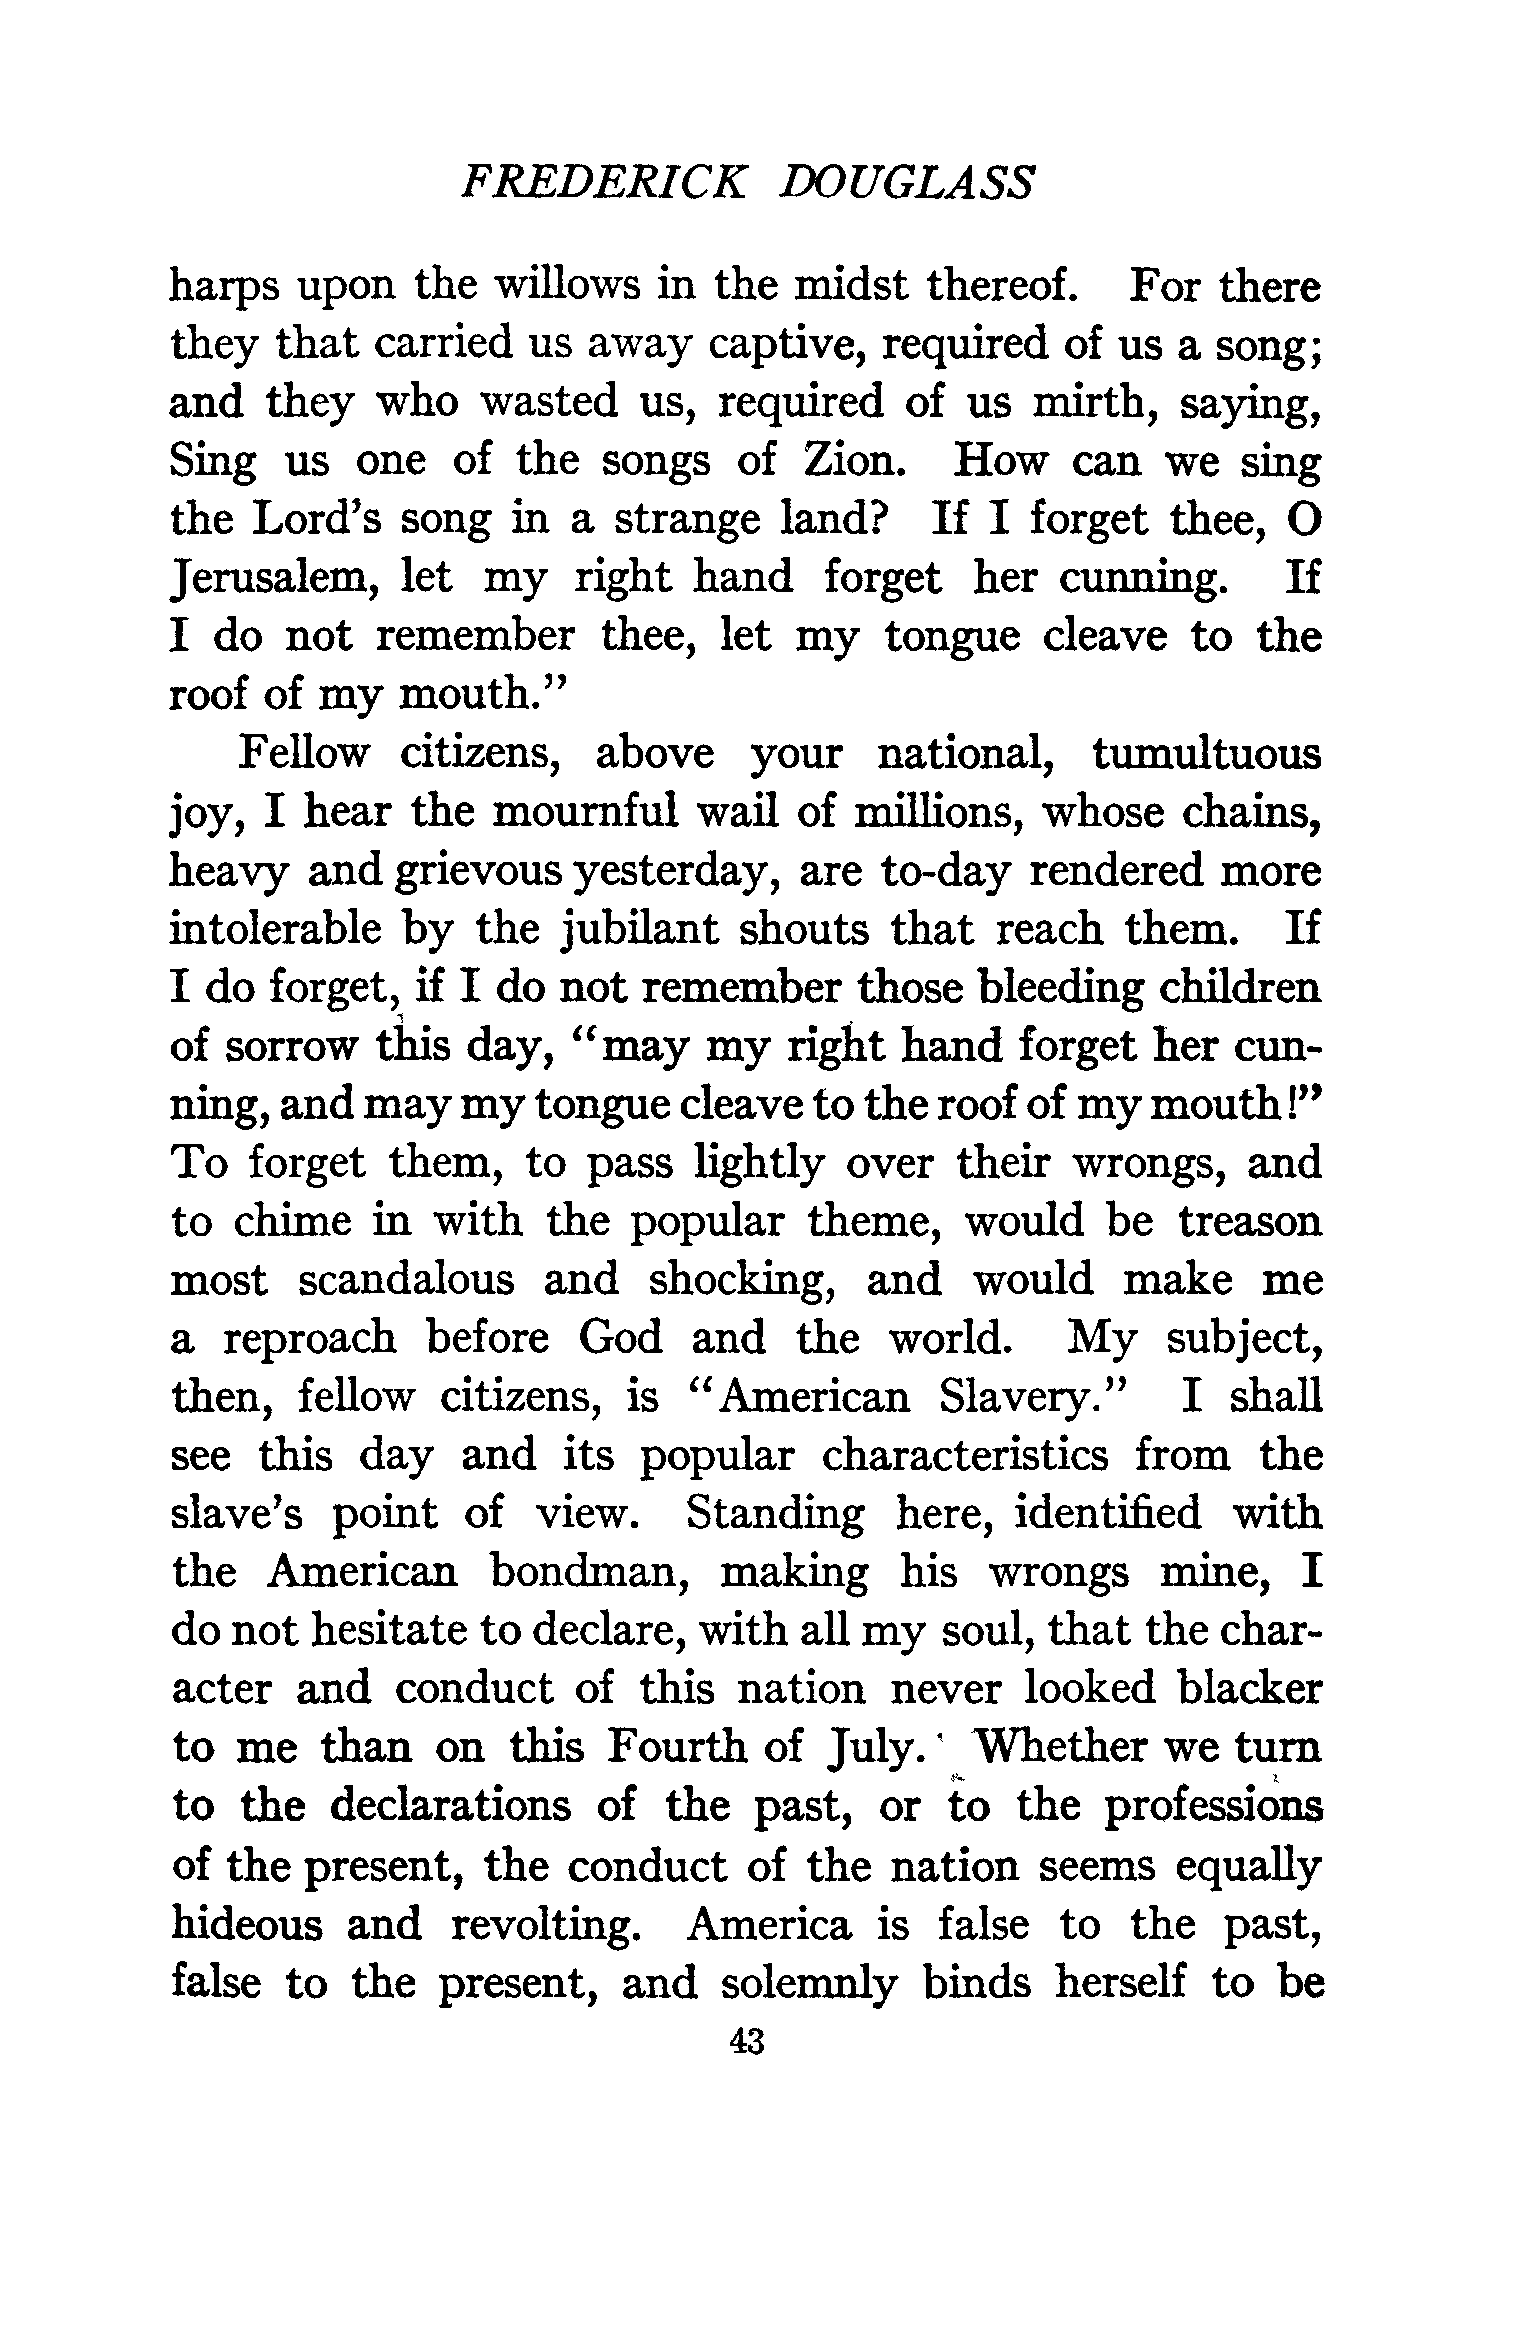 FREDERICK DOUGLASS
harps upon the willows in the midst thereof. For there
they that carried us away captive, required of us a song;
and they who wasted us, required of us mirth, saying,
Sing us one of the songs of Zion. How can we sing
the Lord's song in a strange land? If I forget thee, O
Jerusalem, let my right hand forget her cunning. If
I do not remember thee, let my tongue cleave to the
roof of my mouth."
Fellow citizens, above your national, tumultuous
joy, I hear the mournful wail of millions, whose chains,
heavy and grievous yesterday, are to-day rendered more
intolerable by the jubilant shouts that reach them. If
I do forget, if I do not remember those bleeding children
of sorrow this day, "may my right hand forget her cun-
ning, and may my tongue cleave to the roof of my mouth!"
To forget them, to pass lightly over their wrongs, and
to chime in with the popular theme, would be treason
most scandalous and shocking, and would make me
a reproach before God and the world. My subject,
then, fellow citizens, is "American Slavery." I shall
see this day and its popular characteristics from the
slave's point of view. Standing here, identified with
the American bondman, making his wrongs mine, I
do not hesitate to declare, with all my soul, that the char-
acter and conduct of this nation never looked blacker
to me than on this Fourth of July. Whether we turn
to the declarations of the past, or to the professions
of the present, the conduct of the nation seems equally
hideous and revolting. America is false to the past,
false to the present, and solemnly binds herself to be
43